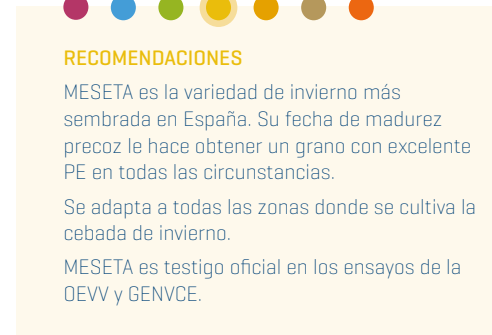 RECOMENDACIONES
MESETA es la variedad de invierno más
sembrada en España. Su fecha de madurez
precoz le hace obtener un grano con excelente
PE en todas las circunstancias.
Se adapta a todas las zonas donde se cultiva la
cebada de invierno.
MESETA es testigo oficial en los ensayos de la
OEVV y GENVCE.